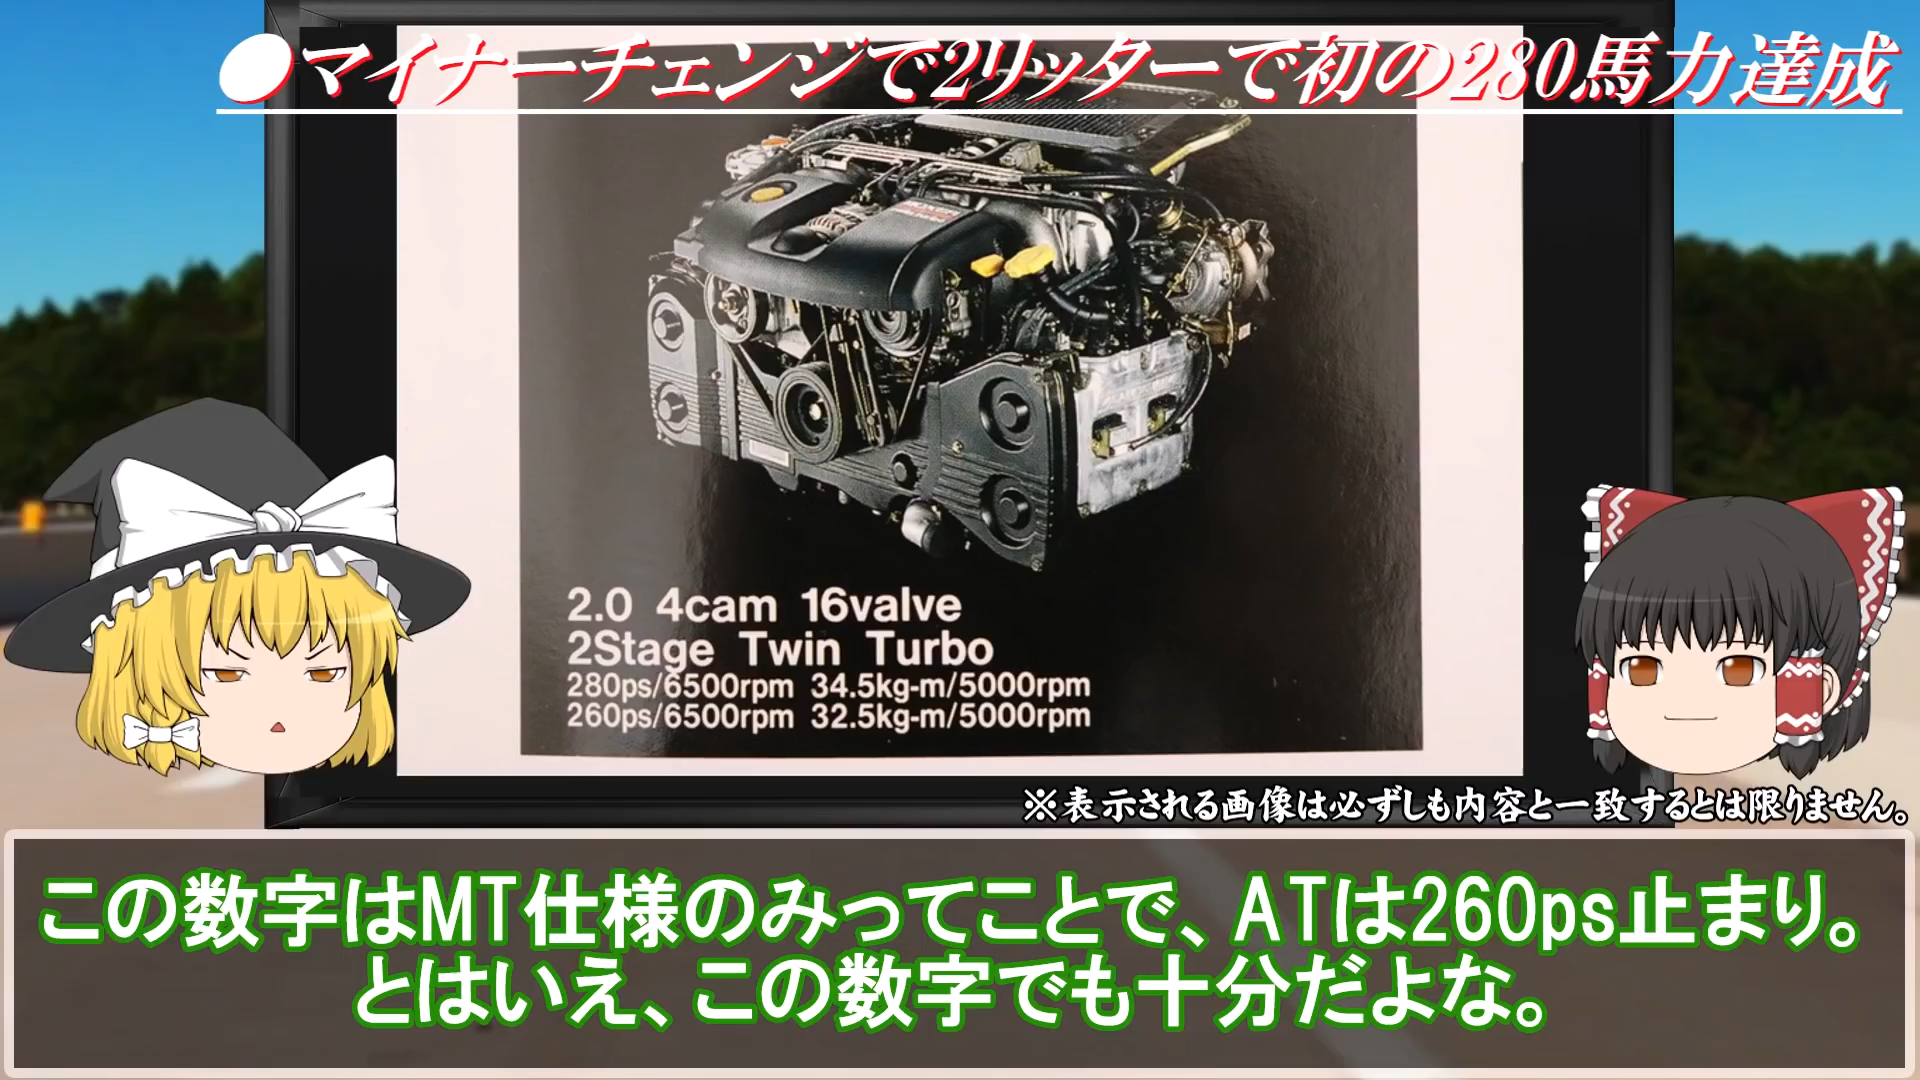 ●マイナーチェンジで2リッターで初の280馬力達成
2.0 4cam 16valve
2Stage Twin Turbo
280ps/6500rpm 34.5kg-m/5000rpm
260ps/6500rpm 32.5kg-m/5000rpm
※表示される画像は必ずしも内容と一致するとは限りません。
この数字はMT仕様のみってことで、ATは260ps止まり。
とはいえ、この数字でも十分だよな。